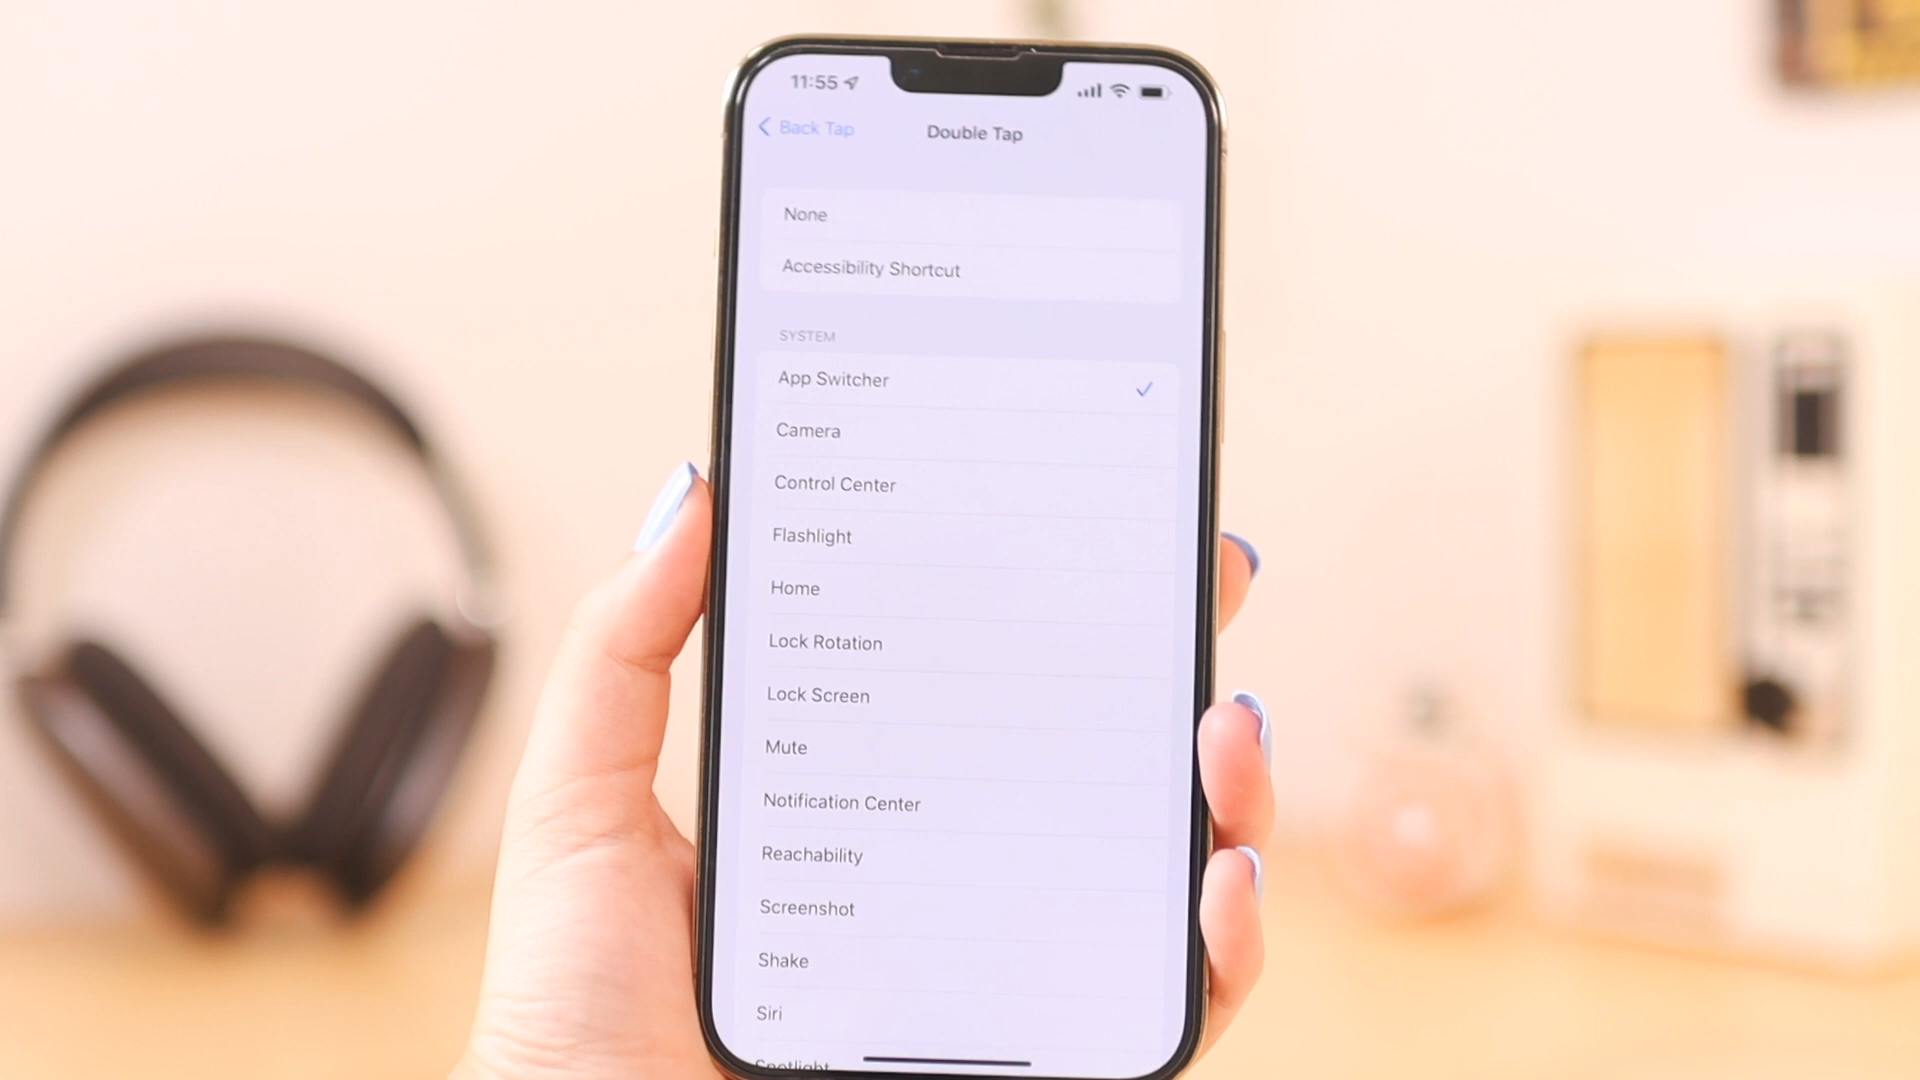 11:55
Back Tap
Double Tap
None
Accessibility Shortcut
SYSTEM
App Switcher
Camera
Control Center
Flashlight
Home
Lock Rotation
Lock Screen
Mute
Notification Center
Reachability
Screenshot
Shake
Siri
Spotlight